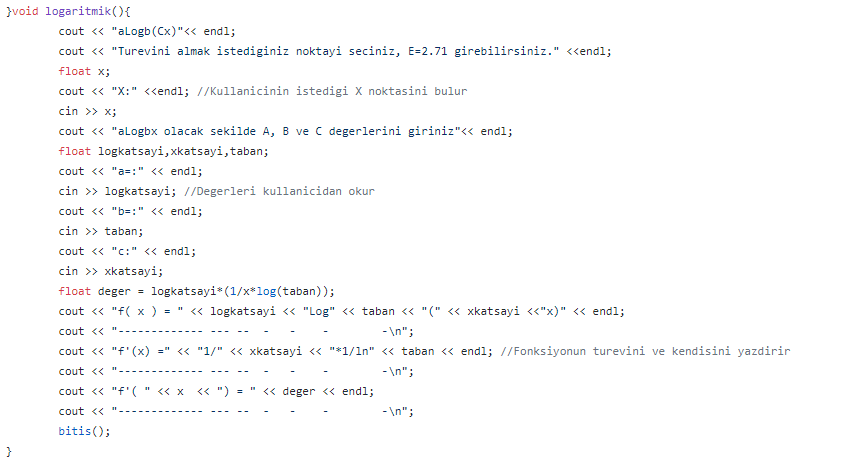 }void logaritmik(){
cout << "aLogb(Cx)"<< endl;
cout << "Turevini almak istediginiz noktayi seciniz, E=2.71 girebilirsiniz." <<endl;
float x;
cout << "X:" <<endl; //Kullanicinin istedigi X noktasini bulur
cin >> x;
cout << "aLogbx olacak sekilde A, B ve C degerlerini giriniz"<< endl;
float logkatsayi,xkatsayi,taban;
cout << "a=:" << endl;
cin >> logkatsayi; //Degerleri kullanicidan okur
cout << "b=:" << endl;
cin >> taban;
cout << "c:" << endl;
cin >> xkatsayi;
float deger = logkatsayi*(1/x*log(taban));
cout << "f( x ) = " << logkatsayi << "Log" << taban << "(" << xkatsayi <<"x)" << endl;
cout << "------------- --- --  -   -   -        -\n";
cout << "f'(x) =" << "1/" << xkatsayi << "*1/ln" << taban << endl; //Fonksiyonun turevini ve kendisini yazdirir
cout << "------------- --- --  -   -   -        -\n";
cout << "f'( " << x  << ") = " << deger << endl;
cout << "------------- --- --  -   -   -        -\n";
bitis();
}